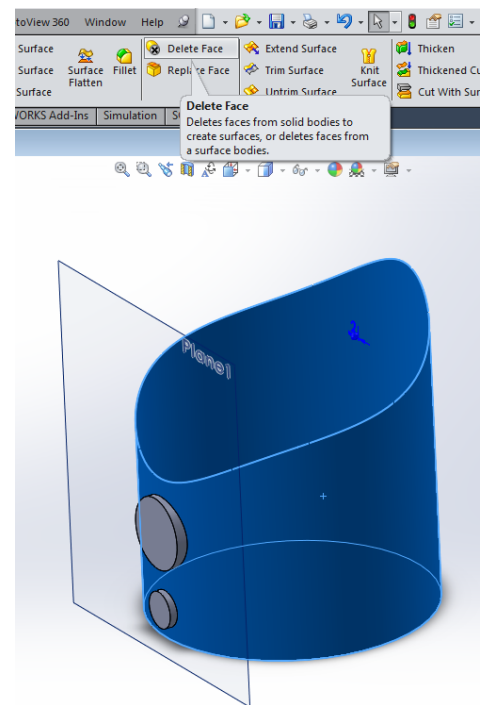 toView 360 Window Help
Surface Delete Face Extend Surface Thicken
Surface Surface Flatten Fillet Replace Face Trim Surface Knit Surface Thickened Cu
Surface Untrim Surface Cut With Sur
ORKS Add-Ins Simulation
Delete Face
Deletes faces from solid bodies to
create surfaces, or deletes faces from
a surface bodies.
Plane1